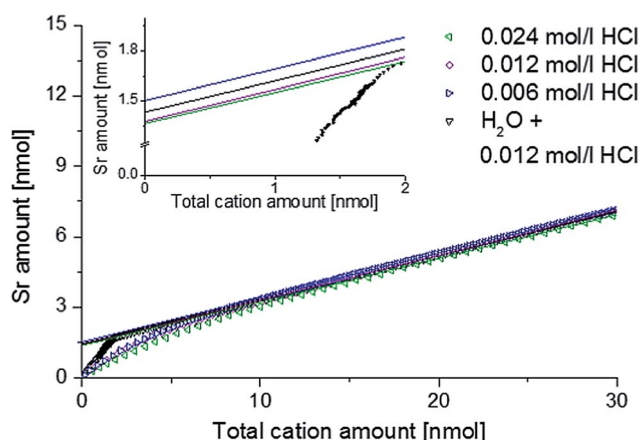 15
12
9
6
3
0
Sr amount [nmol]
0
10
20
30
Total cation amount [nmol]
1.8
1.5
0.0
Sr amount [nmol]
0
1
2
Total cation amount [nmol]
0.024 mol/l HCl
0.012 mol/l HCl
0.006 mol/l HCl
H₂O +
0.012 mol/l HCl